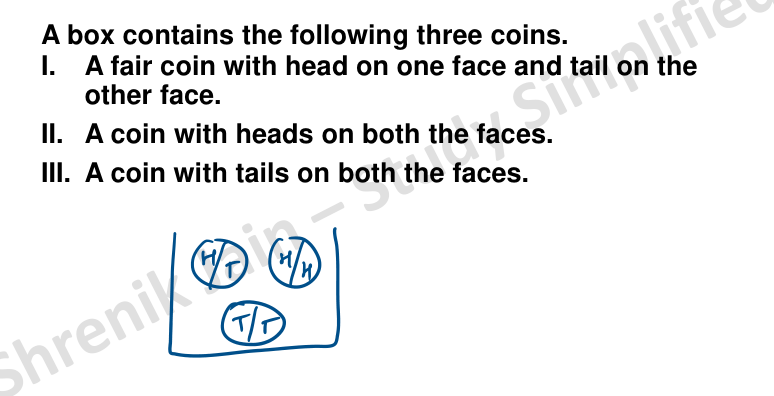 A box contains the following three coins.
I. A fair coin with head on one face and tail on the
other face.
II. A coin with heads on both the faces.
III. A coin with tails on both the faces.
H/T H/H
T/T
Shrenik Jain – Study Simplified